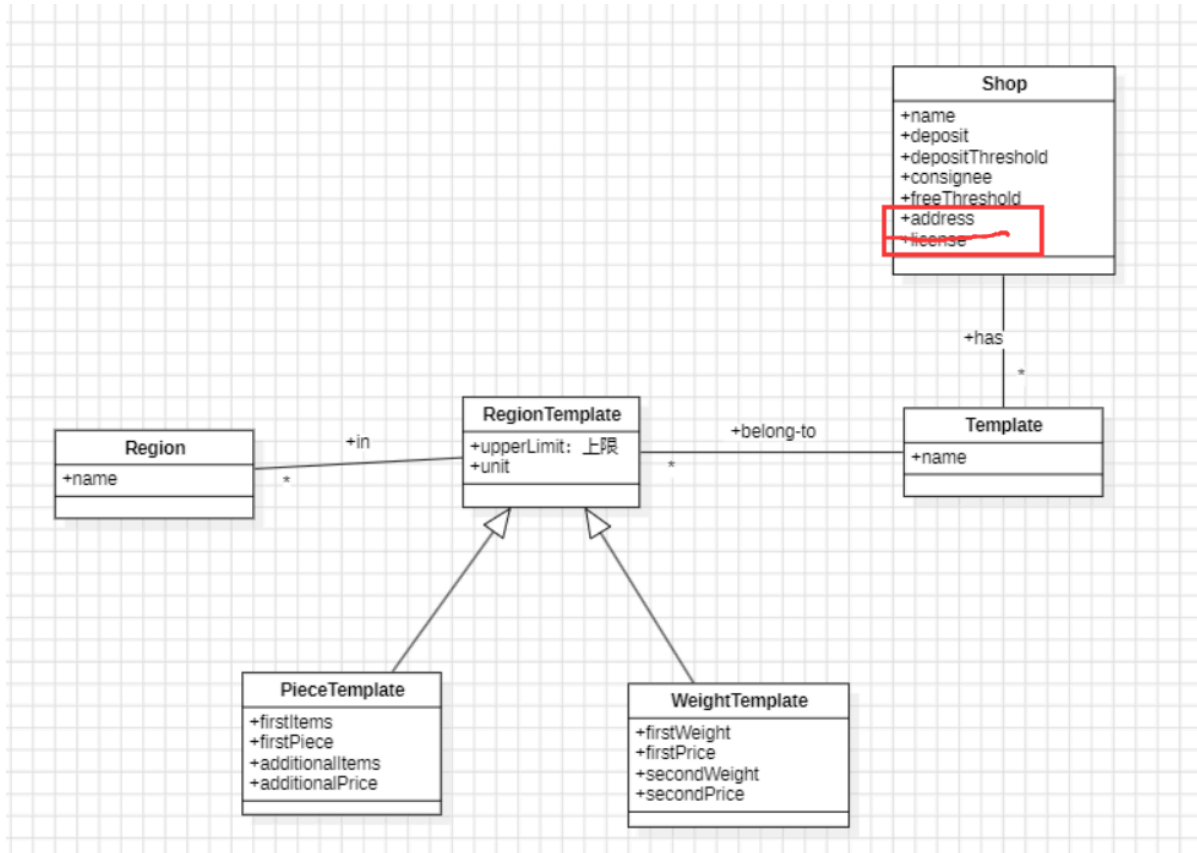 Shop
+name
+deposit
+depositThreshold
+consignee
+freeThreshold
+address
+license
+has
*
Template
+name
+belong-to
*
RegionTemplate
+upperLimit：上限
+unit
+in
*
Region
+name
PieceTemplate
+firstItems
+firstPiece
+additionalItems
+additionalPrice
WeightTemplate
+firstWeight
+firstPrice
+secondWeight
+secondPrice